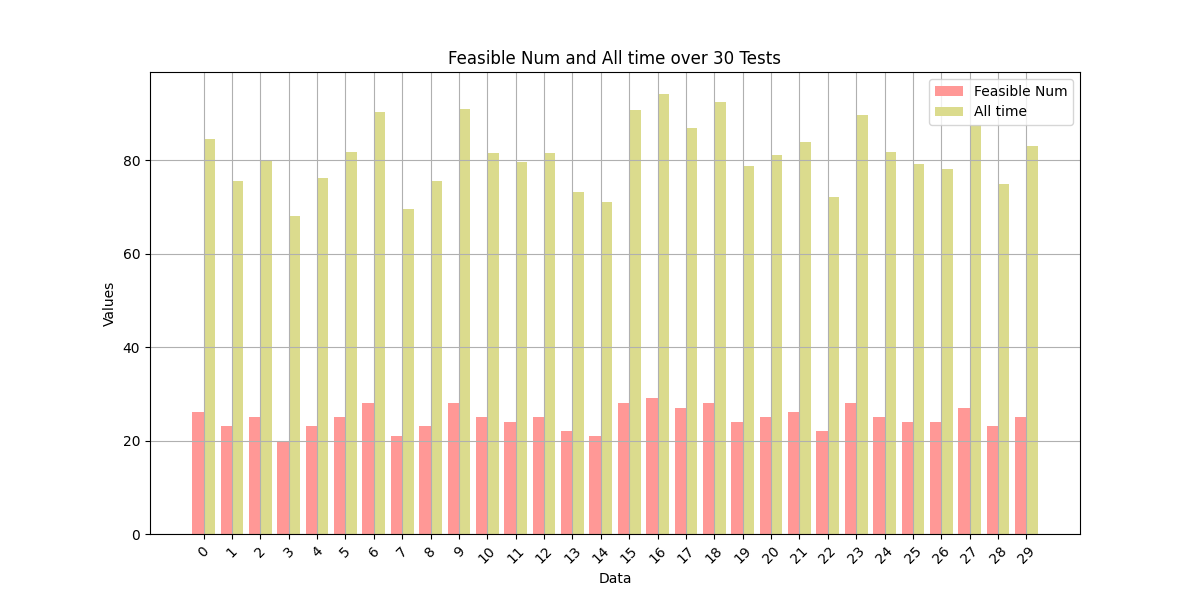 Feasible Num and All time over 30 Tests
Feasible Num
All time
Values
80
60
40
20
0
0 1 2 3 4 5 6 7 8 9 10 11 12 13 14 15 16 17 18 19 20 21 22 23 24 25 26 27 28 29
Data